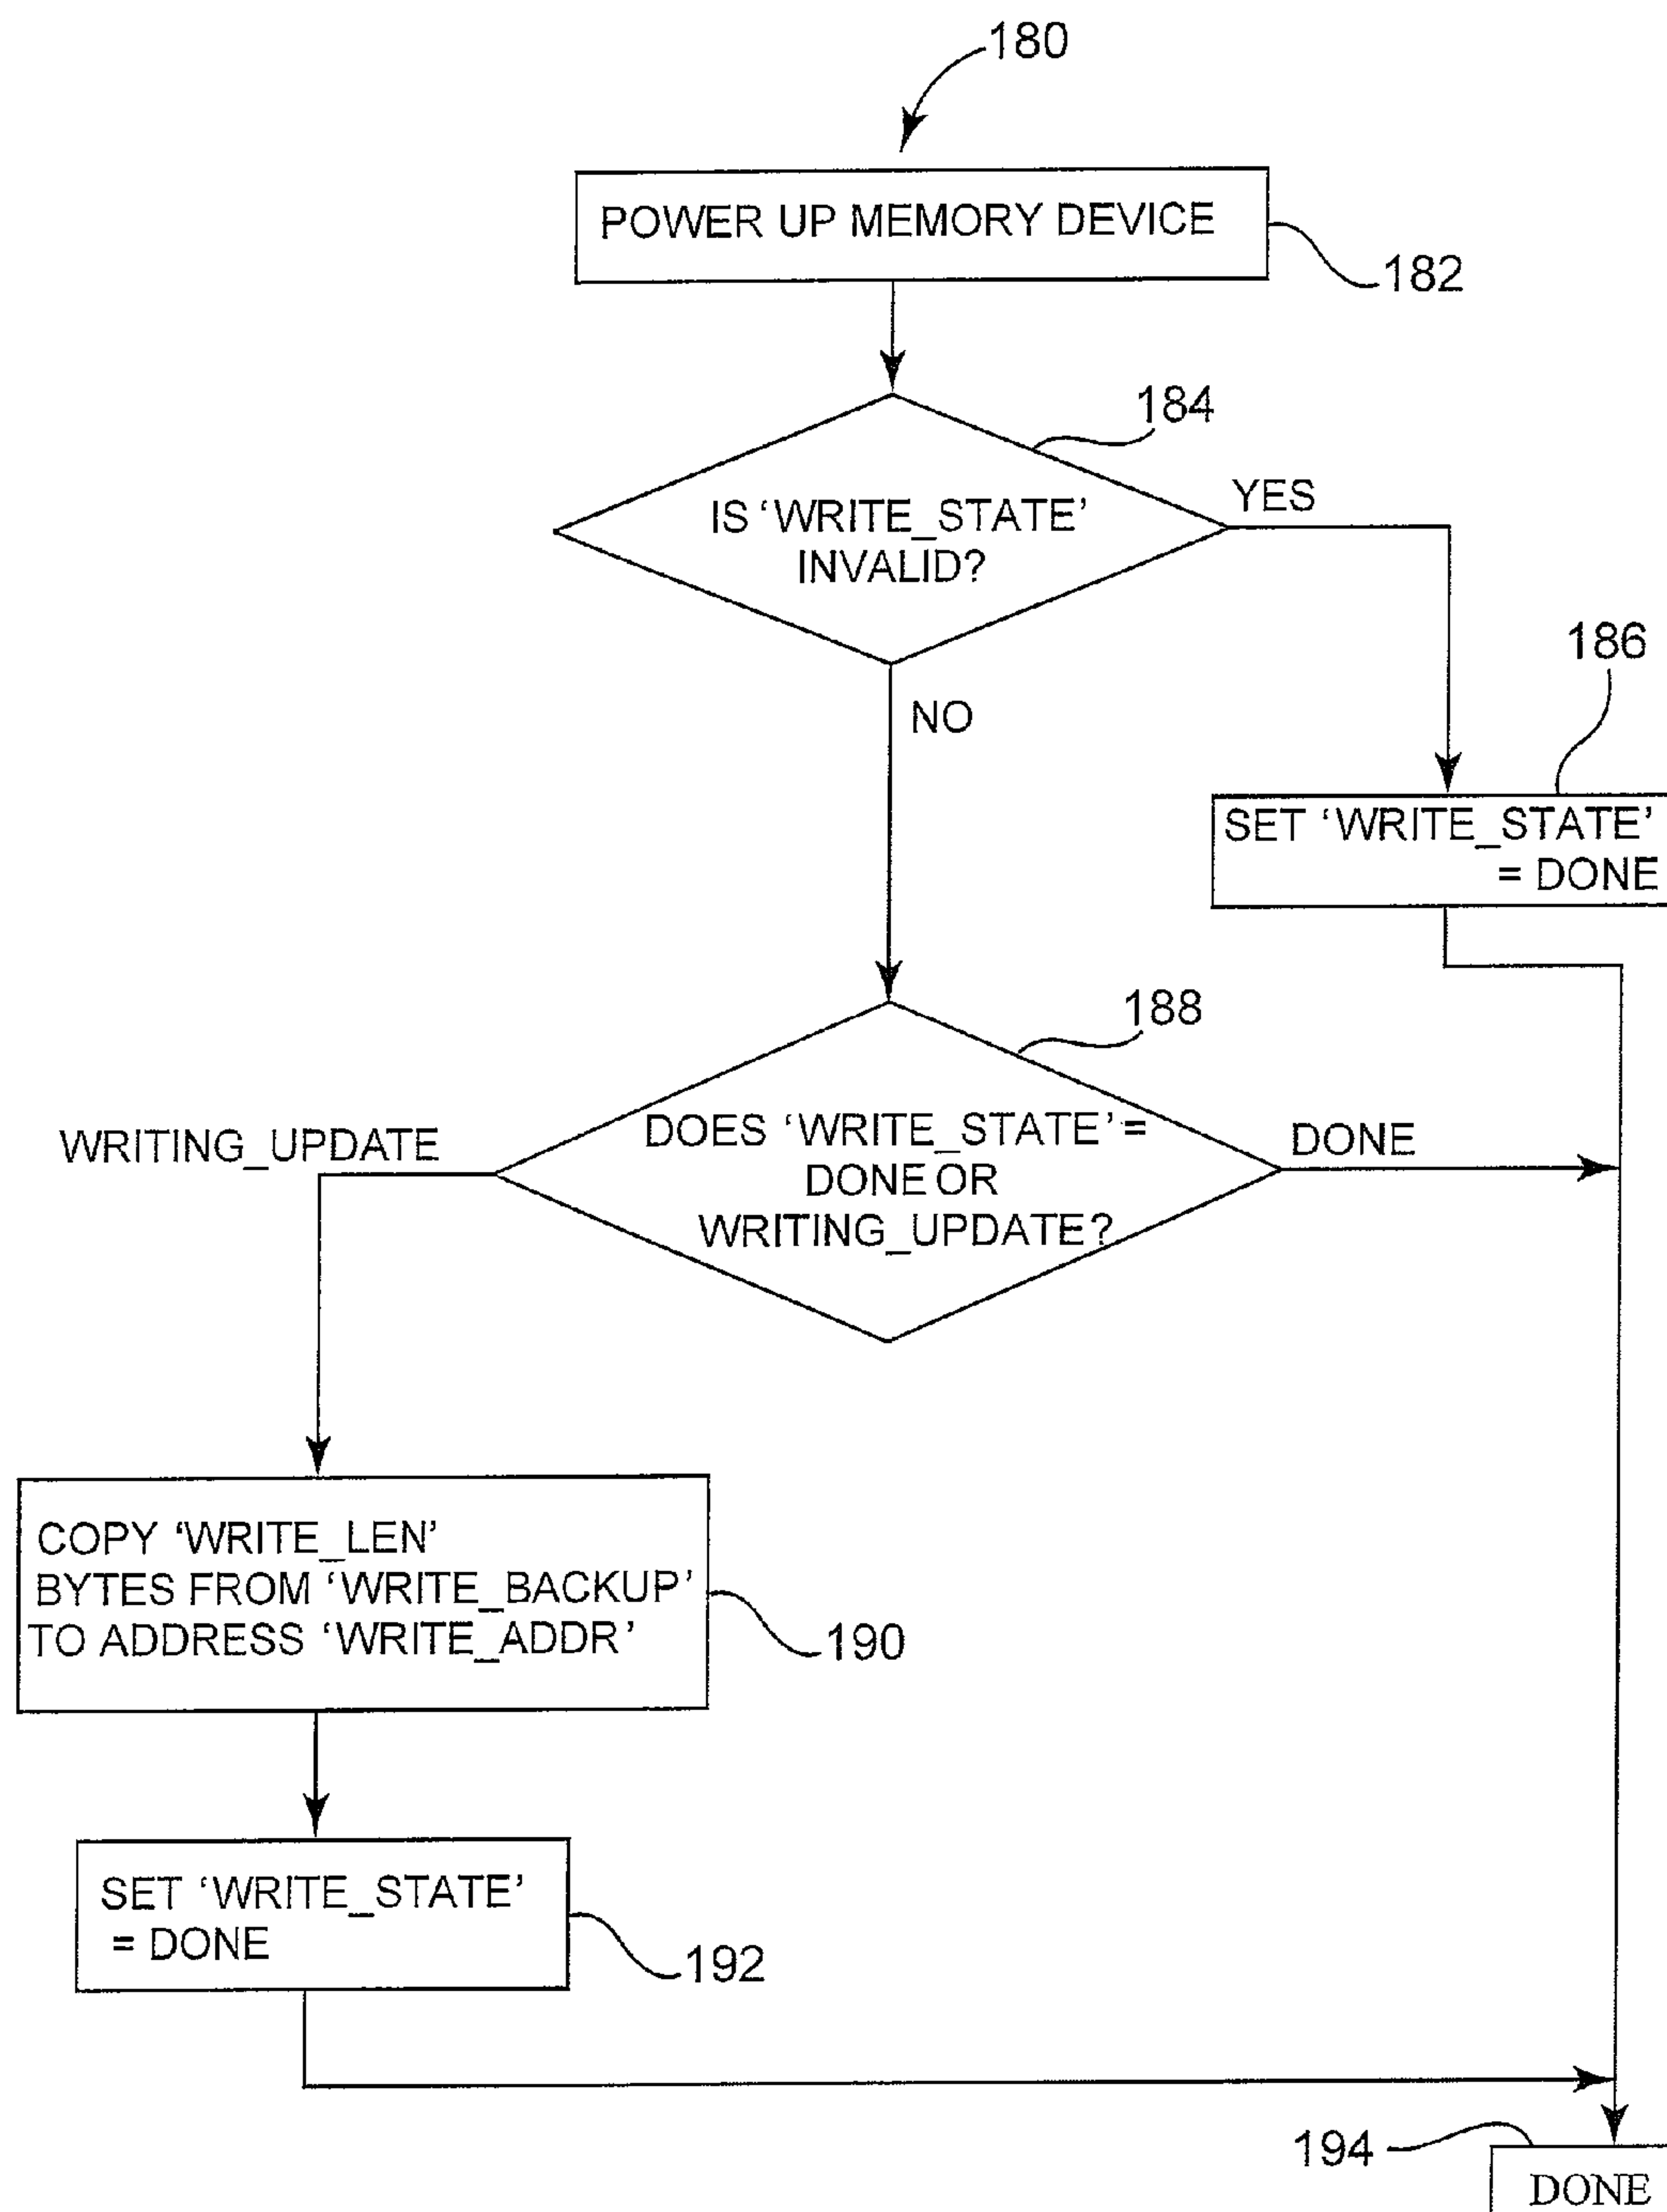 180
POWER UP MEMORY DEVICE
182
184
IS ‘WRITE_STATE’
INVALID?
YES
NO
186
SET ‘WRITE_STATE’
= DONE
188
DOES ‘WRITE_STATE’=
DONE OR
WRITING_UPDATE?
WRITING_UPDATE
DONE
COPY ‘WRITE_LEN’
BYTES FROM ‘WRITE_BACKUP’
TO ADDRESS ‘WRITE_ADDR’
190
SET ‘WRITE_STATE’
= DONE
192
194
DONE